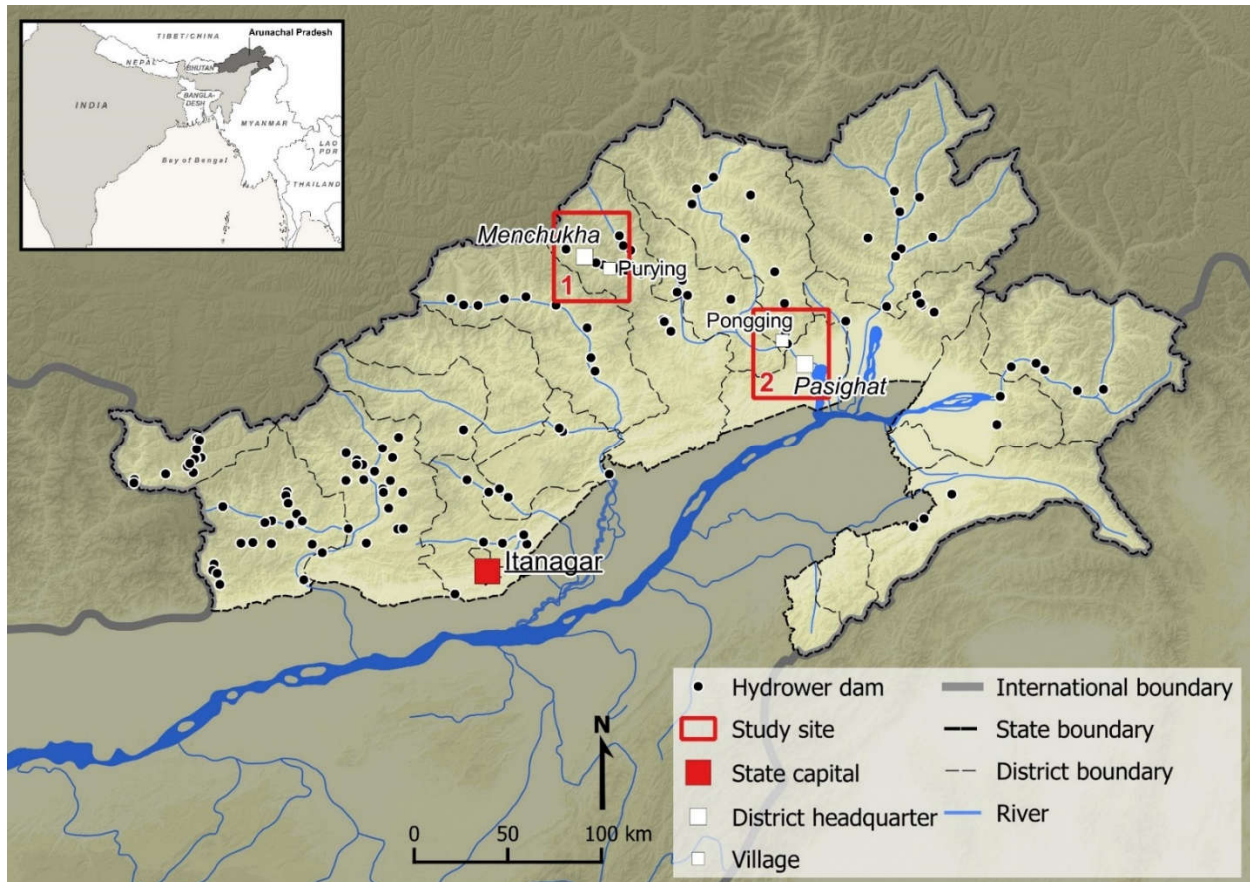 Arunachal Pradesh
TIBET/CHINA
NEPAL
BHUTAN
BANGLA-
DESH
INDIA
MYANMAR
LAO
PDR
Bay of Bengal
THAILAND
Menchukha
Purying
1
Pongging
2
Pasighat
Itanagar
N
0 50 100 km
Hydrower dam
Study site
State capital
District headquarter
Village
International boundary
State boundary
District boundary
River